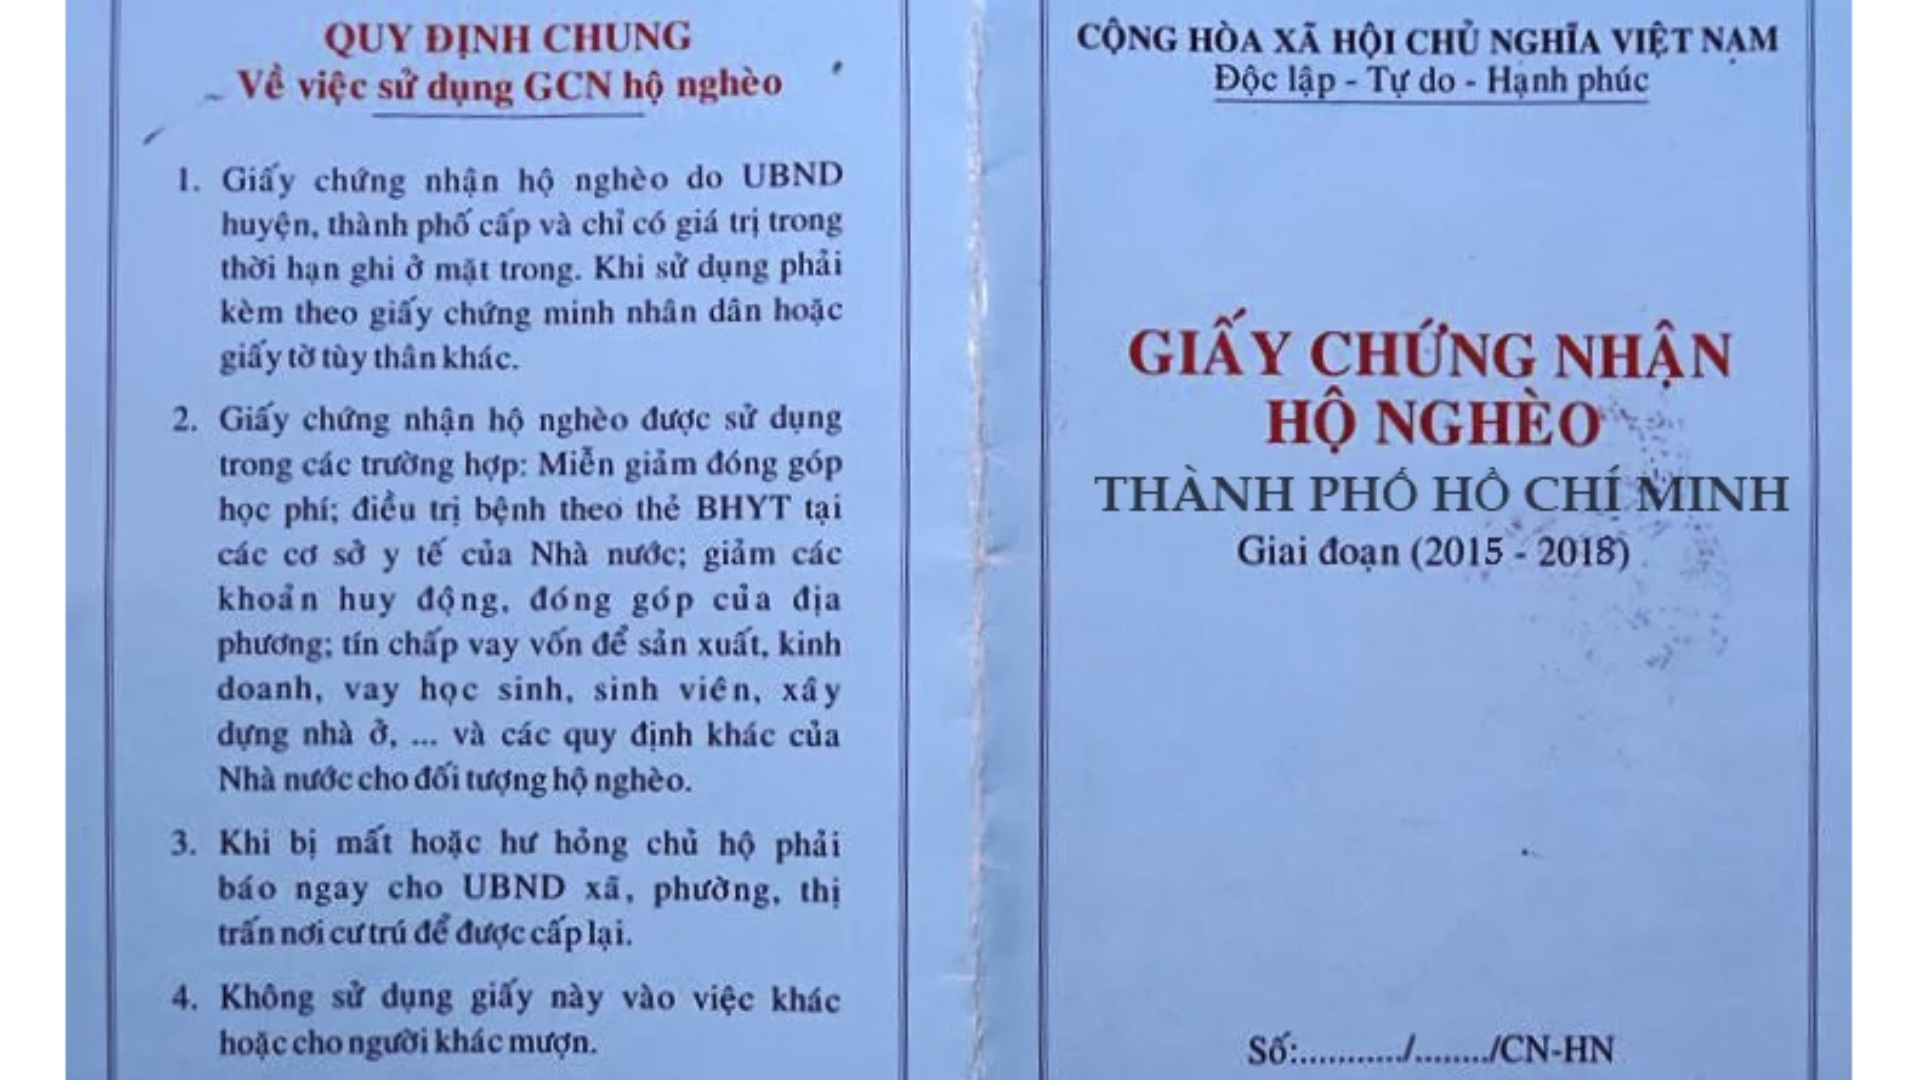 QUY ĐỊNH CHUNG
Về việc sử dụng GCN hộ nghèo
1. Giấy chứng nhận hộ nghèo do UBND
huyện, thành phố cấp và chỉ có giá trị trong
thời hạn ghi ở mặt trong. Khi sử dụng phải
kèm theo giấy chứng minh nhân dân hoặc
giấy tờ tùy thân khác.
2. Giấy chứng nhận hộ nghèo được sử dụng
trong các trường hợp: Miễn giảm đóng góp
học phí; điều trị bệnh theo thẻ BHYT tại
các cơ sở y tế của Nhà nước; giảm các
khoản huy động, đóng góp của địa
phương; tín chấp vay vốn để sản xuất, kinh
doanh, vay học sinh, sinh viên, xây
dựng nhà ở, ... và các quy định khác của
Nhà nước cho đối tượng hộ nghèo.
3. Khi bị mất hoặc hư hỏng chủ hộ phải
báo ngay cho UBND xã, phường, thị
trấn nơi cư trú để được cấp lại.
4. Không sử dụng giấy này vào việc khác
hoặc cho người khác mượn.
CỘNG HÒA XÃ HỘI CHỦ NGHĨA VIỆT NAM
Độc lập - Tự do - Hạnh phúc
GIẤY CHỨNG NHẬN
HỘ NGHÈO
THÀNH PHỐ HỒ CHÍ MINH
Giai đoạn (2015 - 2018)
Số:.........../......../CN-HN